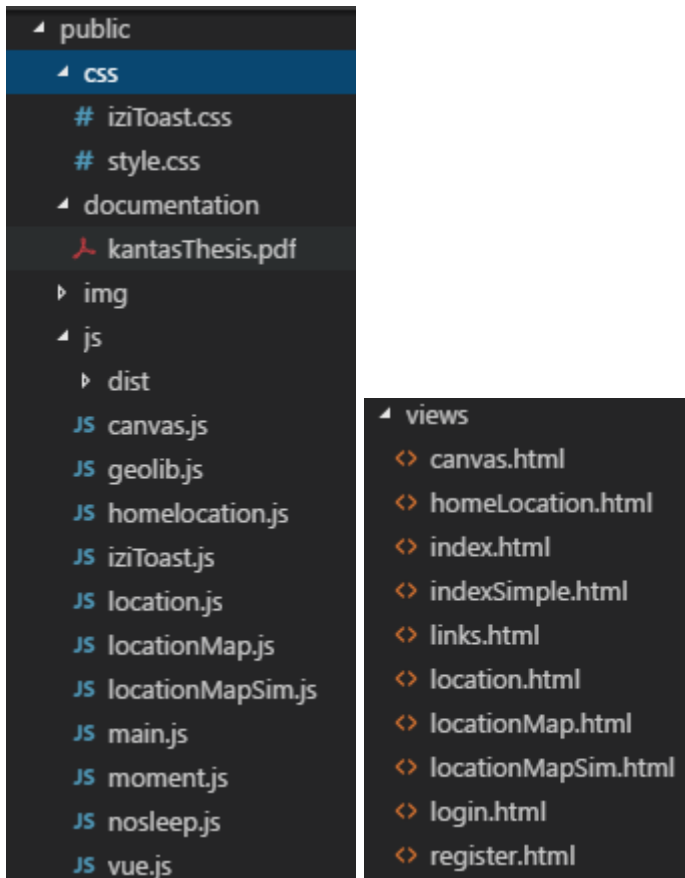 public
css
# iziToast.css
# style.css
documentation
kantasThesis.pdf
img
js
dist
JS canvas.js
JS geolib.js
JS homelocation.js
JS iziToast.js
JS location.js
JS locationMap.js
JS locationMapSim.js
JS main.js
JS moment.js
JS nosleep.js
JS vue.js
views
<> canvas.html
<> homeLocation.html
<> index.html
<> indexSimple.html
<> links.html
<> location.html
<> locationMap.html
<> locationMapSim.html
<> login.html
<> register.html